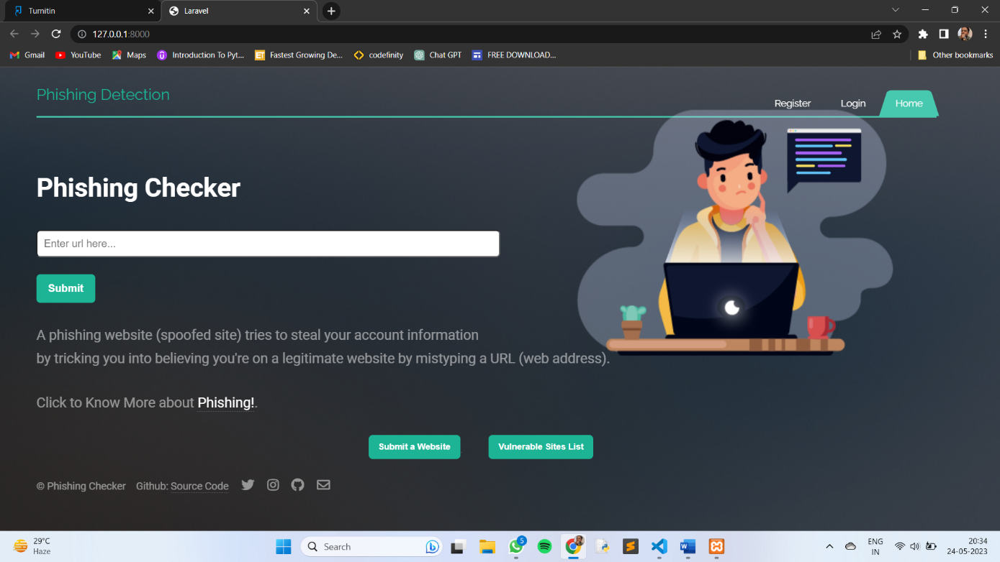 Turnitin
Laravel
127.0.0.1:8000
Gmail
YouTube
Maps
Introduction To Pyt...
Fastest Growing De...
codefinity
Chat GPT
FREE DOWNLOAD...
Other bookmarks
Phishing Detection
Register
Login
Home
Phishing Checker
Enter url here...
Submit
A phishing website (spoofed site) tries to steal your account information
by tricking you into believing you're on a legitimate website by mistyping a URL (web address).
Click to Know More about Phishing!.
Submit a Website
Vulnerable Sites List
© Phishing Checker
Github: Source Code
29°C
Haze
Search
5
ENG
IN
20:34
24-05-2023